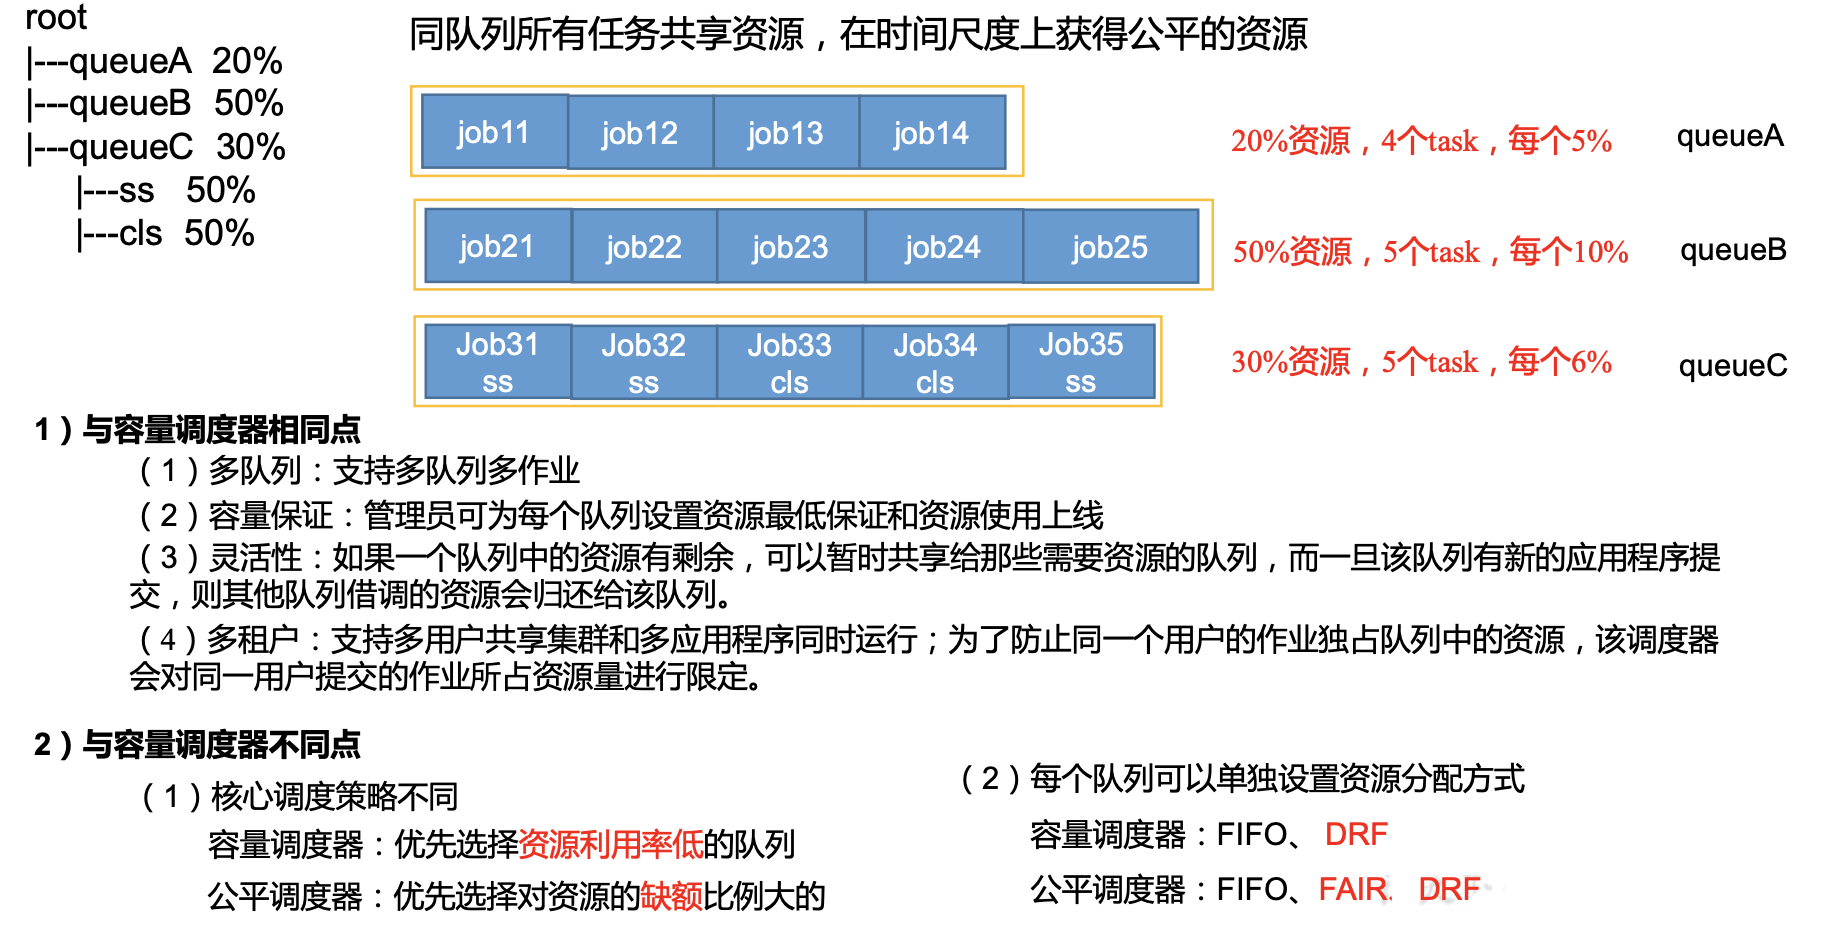 root
|---queueA 20%
|---queueB 50%
|---queueC 30%
|---ss 50%
|---cls 50%
同队列所有任务共享资源，在时间尺度上获得公平的资源
job11 job12 job13 job14
20%资源，4个task，每个5%
queueA
job21 job22 job23 job24 job25
50%资源，5个task，每个10%
queueB
Job31 Job32 Job33 Job34 Job35
ss ss cls cls ss
30%资源，5个task，每个6%
queueC
1）与容量调度器相同点
（1）多队列：支持多队列多作业
（2）容量保证：管理员可为每个队列设置资源最低保证和资源使用上线
（3）灵活性：如果一个队列中的资源有剩余，可以暂时共享给那些需要资源的队列，而一旦该队列有新的应用程序提
交，则其他队列借调的资源会归还给该队列。
（4）多租户：支持多用户共享集群和多应用程序同时运行；为了防止同一个用户的作业独占队列中的资源，该调度器
会对同一用户提交的作业所占资源量进行限定。
2）与容量调度器不同点
（1）核心调度策略不同
容量调度器：优先选择资源利用率低的队列
公平调度器：优先选择对资源的缺额比例大的
（2）每个队列可以单独设置资源分配方式
容量调度器：FIFO、 DRF
公平调度器：FIFO、FAIR、DRF